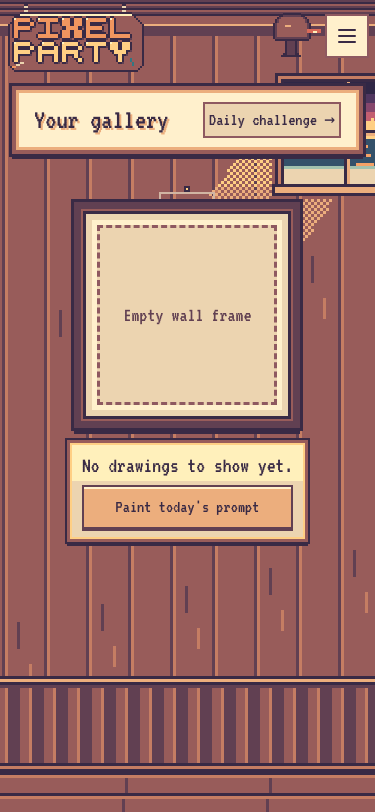 PIXEL
PARTY
Your gallery
Daily challenge →
Empty wall frame
No drawings to show yet.
Paint today's prompt